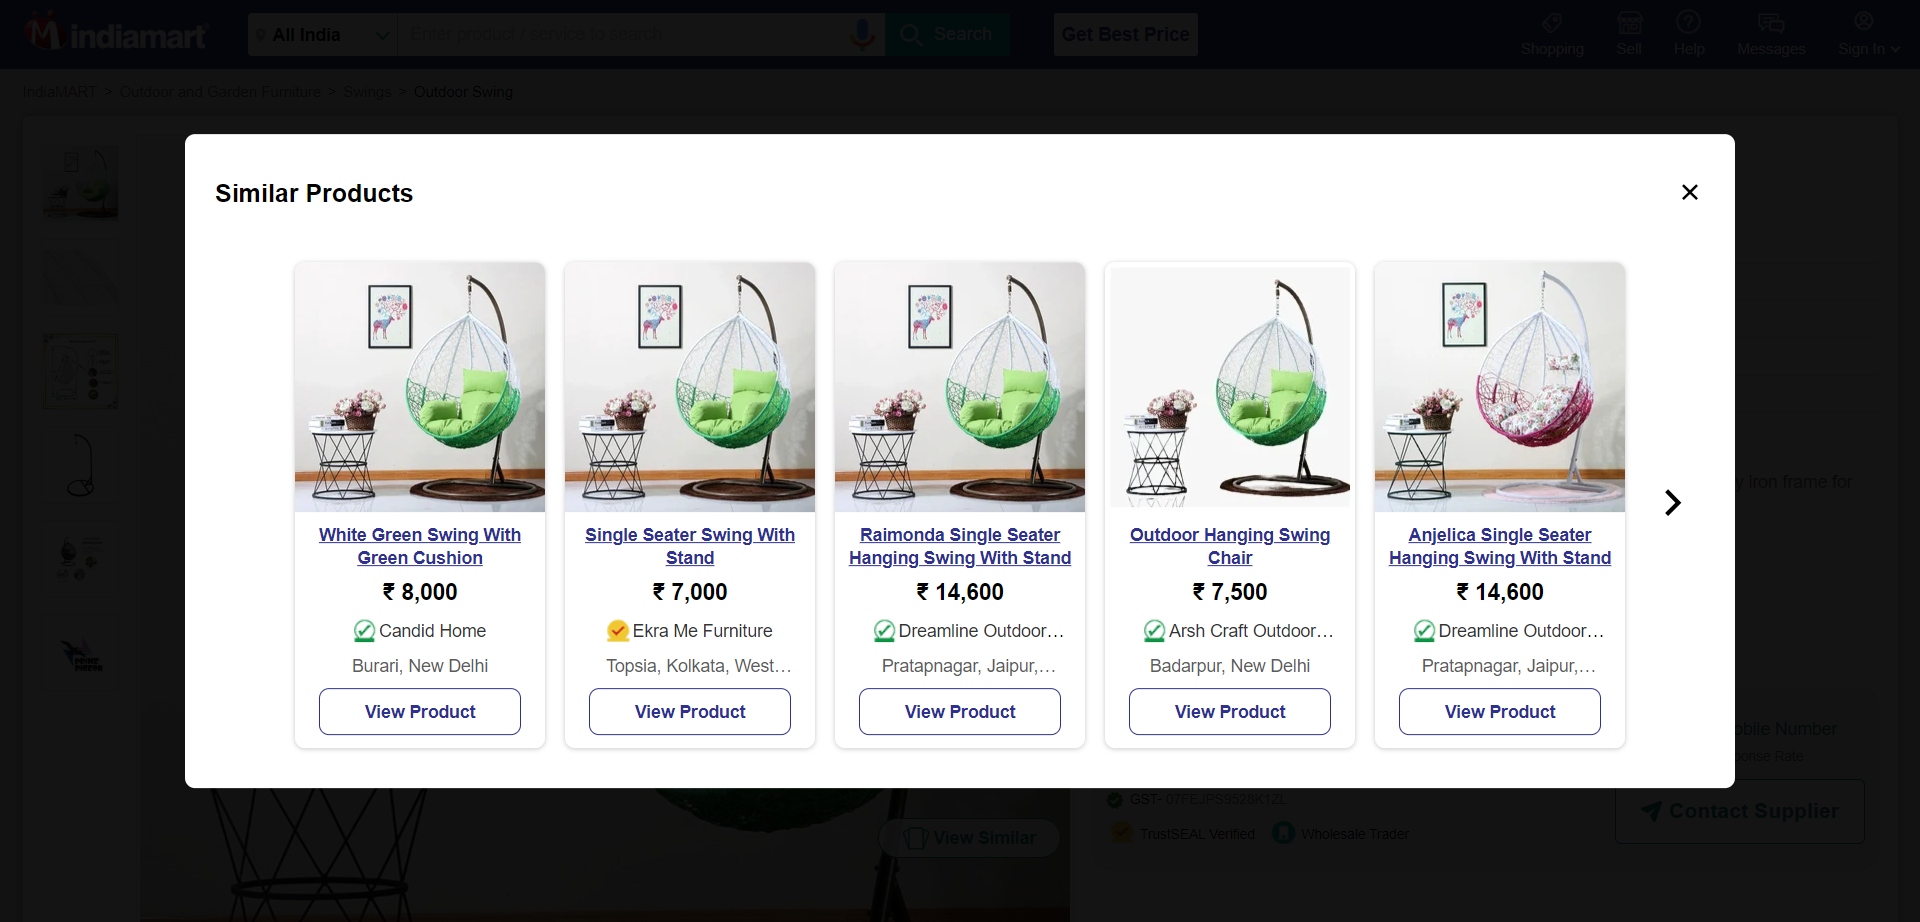 indiamart
All India
Enter product / service to search
Search
Get Best Price
Shopping
Sell
Help
Messages
Sign In
IndiaMART > Outdoor and Garden Furniture > Swings > Outdoor Swing
Similar Products
White Green Swing With
Green Cushion
₹ 8,000
Candid Home
Burari, New Delhi
View Product
Single Seater Swing With
Stand
₹ 7,000
Ekra Me Furniture
Topsia, Kolkata, West...
View Product
Raimonda Single Seater
Hanging Swing With Stand
₹ 14,600
Dreamline Outdoor...
Pratapnagar, Jaipur,...
View Product
Outdoor Hanging Swing
Chair
₹ 7,500
Arsh Craft Outdoor...
Badarpur, New Delhi
View Product
Anjelica Single Seater
Hanging Swing With Stand
₹ 14,600
Dreamline Outdoor...
Pratapnagar, Jaipur,...
View Product
y iron frame for
bile Number
onse Rate
View Similar
GST-
TrustSEAL Verified
Wholesale Trader
Contact Supplier